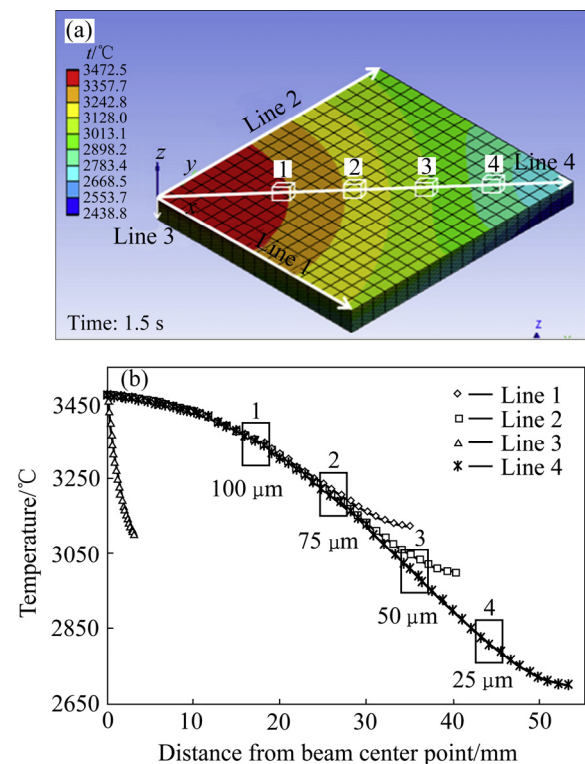 (a)
t/℃
3472.5
3357.7
3242.8
3128.0
3013.1
2898.2
2783.4
2668.5
2553.7
2438.8
Line 2
z
y
x
1
2
3
4
Line 4
Line 3
Line 1
Time: 1.5 s
z
(b)
Line 1
Line 2
Line 3
Line 4
3450
3250
3050
2850
2650
Temperature/℃
1
100 μm
2
75 μm
3
50 μm
4
25 μm
0
10
20
30
40
50
Distance from beam center point/mm